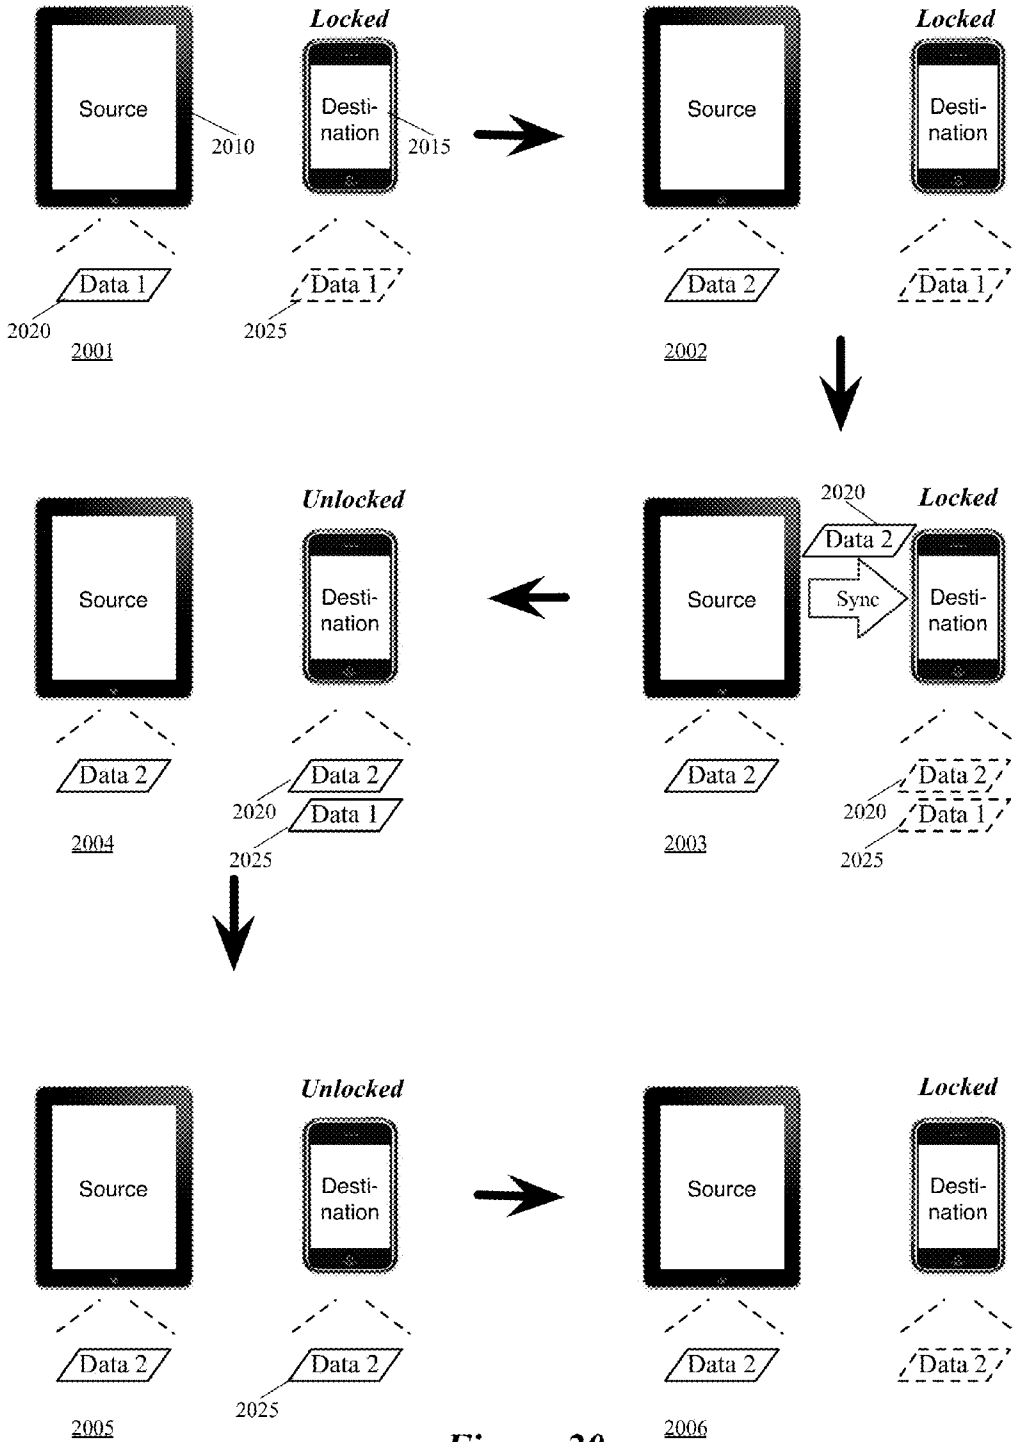 Locked
Source
Desti-
nation
2010
2015
Data 1
Data 1
2020
2025
2001
Locked
Source
Desti-
nation
Data 2
Data 1
2002
Unlocked
Source
Desti-
nation
Data 2
Data 2
2020
Data 1
2004
2025
2020
Locked
Data 2
Source
Sync
Desti-
nation
Data 2
Data 2
2020
Data 1
2003
2025
Unlocked
Source
Desti-
nation
Data 2
Data 2
2025
2005
Locked
Source
Desti-
nation
Data 2
Data 2
2006
Figure 20